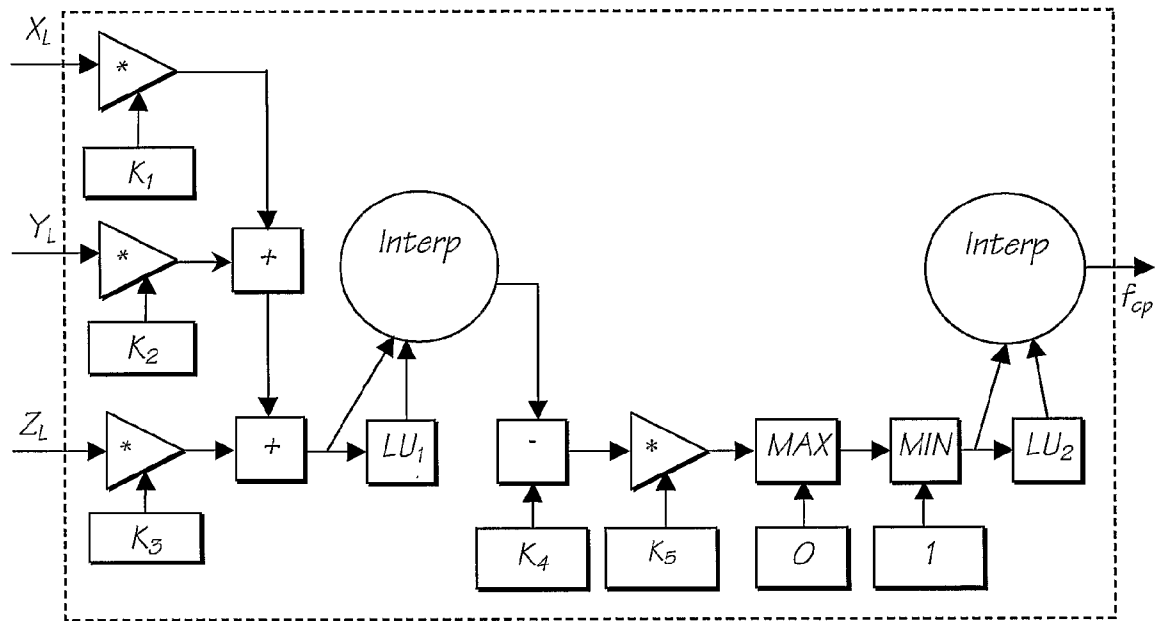 X_L
*
K_1
Y_L
*
+
Interp
Interp
f_cp
K_2
Z_L
*
+
LU_1
-
*
MAX
MIN
LU_2
K_3
K_4
K_5
0
1